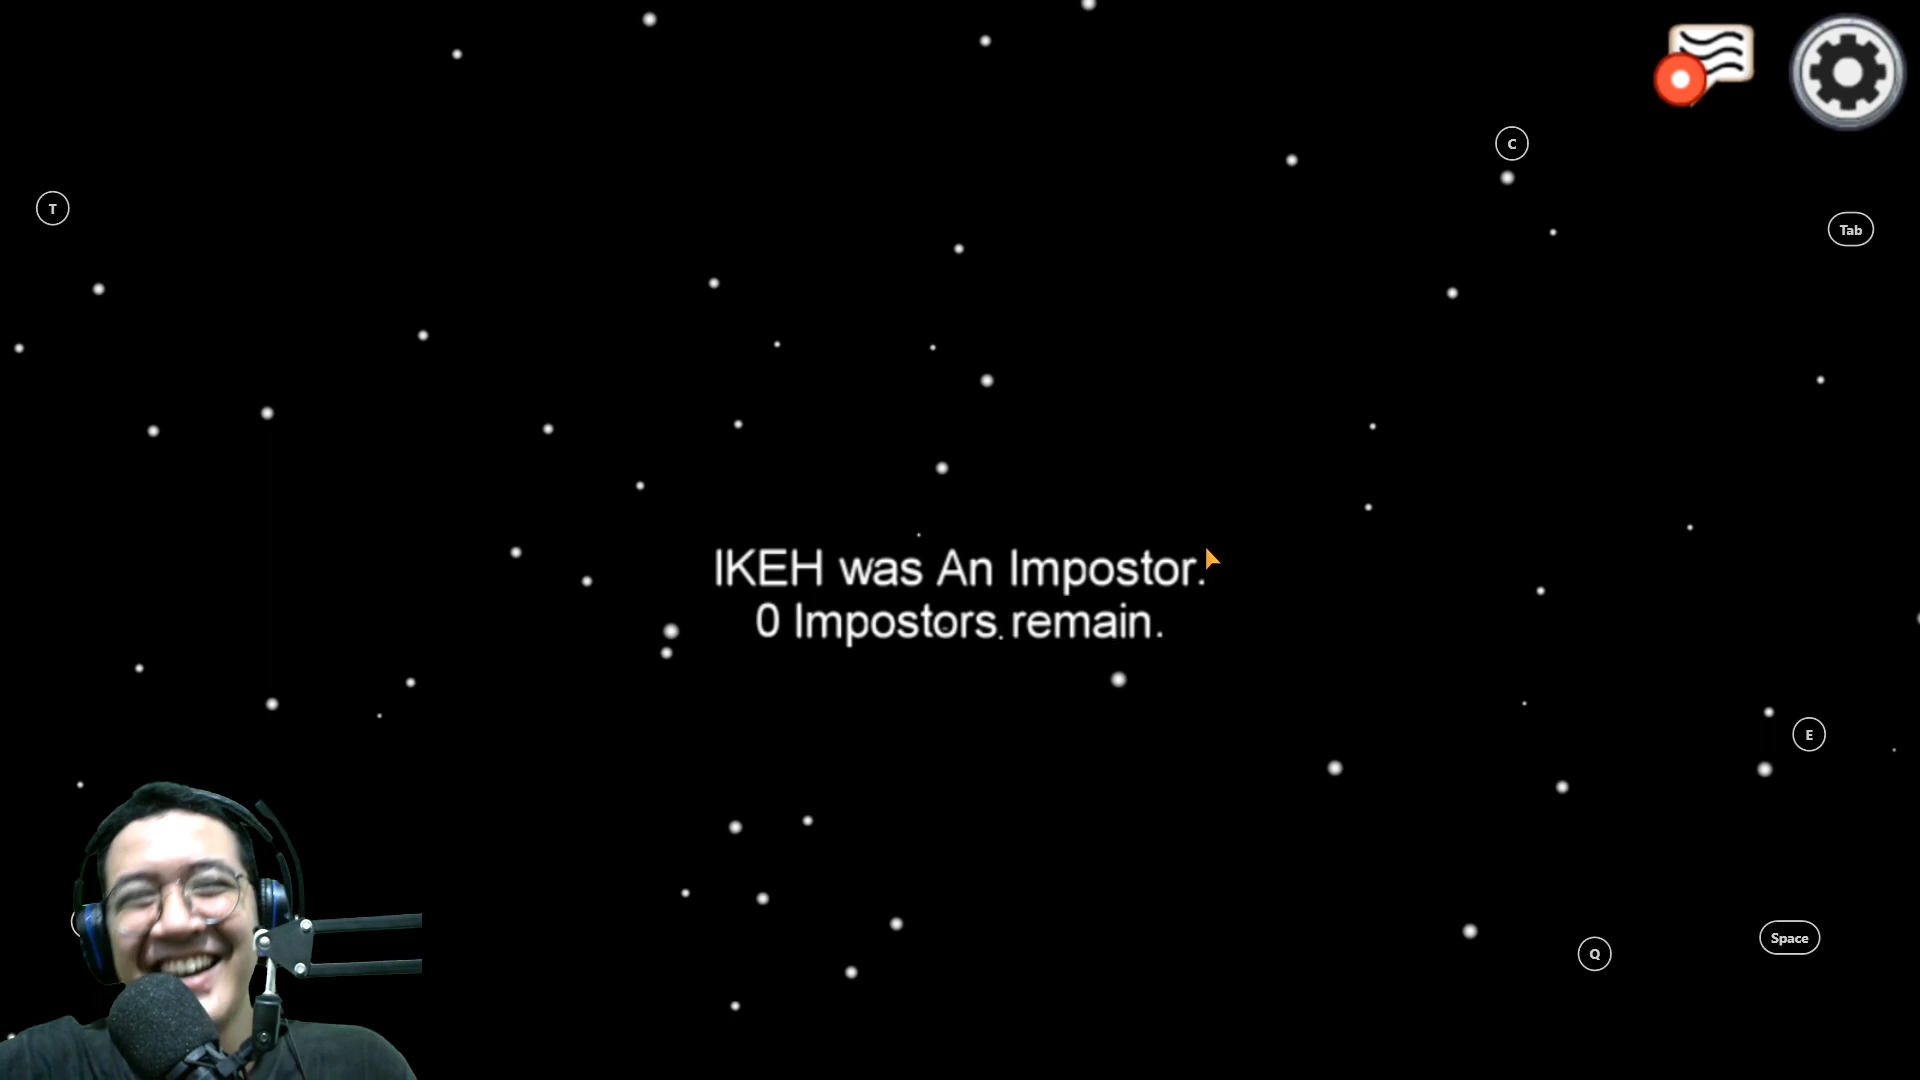 C
T
Tab
IKEH was An Impostor.
0 Impostors remain.
E
Space
Q